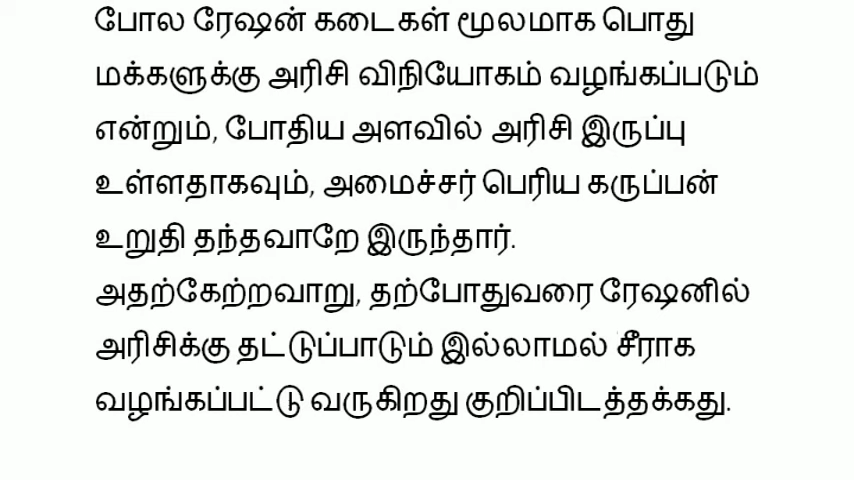 போல ரேஷன் கடைகள் மூலமாக பொது
மக்களுக்கு அரிசி விநியோகம் வழங்கப்படும்
என்றும், போதிய அளவில் அரிசி இருப்பு
உள்ளதாகவும், அமைச்சர் பெரிய கருப்பன்
உறுதி தந்தவாறே இருந்தார்.
அதற்கேற்றவாறு, தற்போதுவரை ரேஷனில்
அரிசிக்கு தட்டுப்பாடும் இல்லாமல் சீராக
வழங்கப்பட்டு வருகிறது குறிப்பிடத்தக்கது.